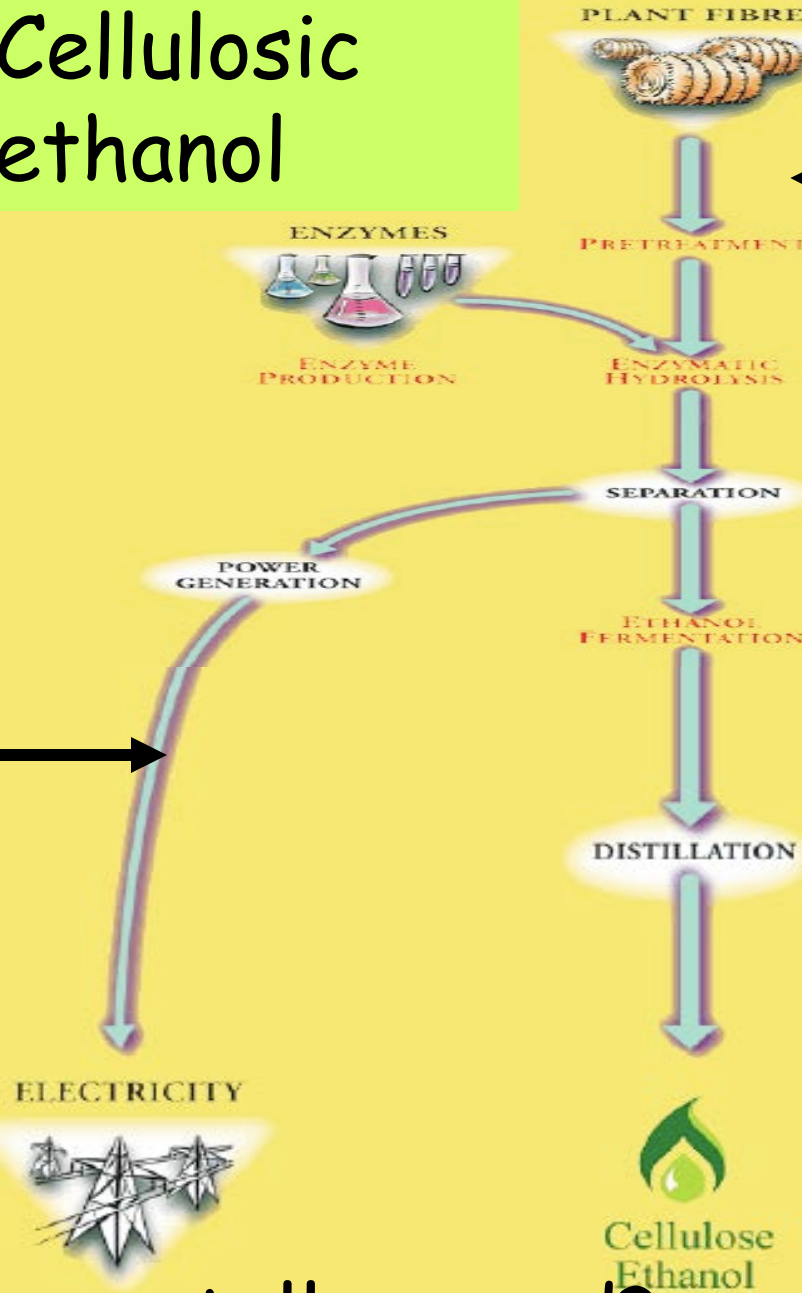 Cellulosic
ethanol
PLANT FIBRE
PRETREATMENT
ENZYMES
ENZYME
PRODUCTION
ENZYMATIC
HYDROLYSIS
SEPARATION
POWER
GENERATION
ETHANOL
FERMENTATION
DISTILLATION
ELECTRICITY
Cellulose
Ethanol